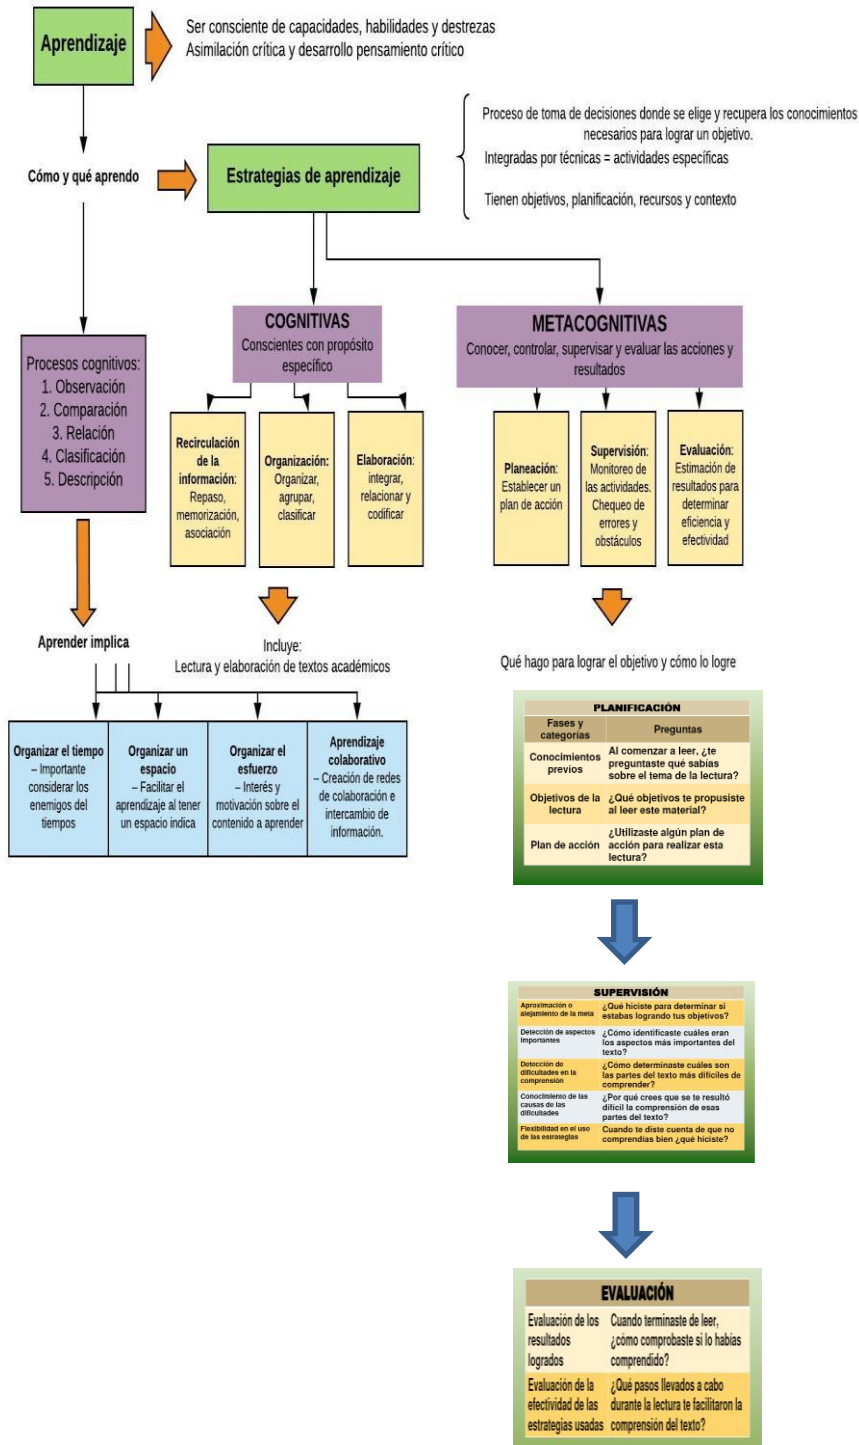 Aprendizaje
Ser consciente de capacidades, habilidades y destrezas
Asimilación crítica y desarrollo pensamiento crítico
Cómo y qué aprendo
Estrategias de aprendizaje
Proceso de toma de decisiones donde se elige y recupera los conocimientos
necesarios para lograr un objetivo.
Integradas por técnicas = actividades específicas
Tienen objetivos, planificación, recursos y contexto
Procesos cognitivos:
1. Observación
2. Comparación
3. Relación
4. Clasificación
5. Descripción
COGNITIVAS
Conscientes con propósito
específico
METACOGNITIVAS
Conocer, controlar, supervisar y evaluar las acciones y
resultados
Recirculación
de la
información:
Repaso,
memorización,
asociación
Organización:
Organizar,
agrupar,
clasificar
Elaboración:
integrar,
relacionar y
codificar
Planeación:
Establecer un
plan de acción
Supervisión:
Monitoreo de
las actividades.
Chequeo de
errores y
obstáculos
Evaluación:
Estimación de
resultados para
determinar
eficiencia y
efectividad
Aprender implica
Incluye:
Lectura y elaboración de textos académicos
Qué hago para lograr el objetivo y cómo lo logre
Organizar el tiempo
– Importante
considerar los
enemigos del
tiempos
Organizar un
espacio
– Facilitar el
aprendizaje al tener
un espacio indica
Organizar el
esfuerzo
– Interés y
motivación sobre el
contenido a aprender
Aprendizaje
colaborativo
– Creación de redes
de colaboración e
intercambio de
información.
PLANIFICACIÓN
Fases y
categorías
Preguntas
Conocimientos
previos
Al comenzar a leer, ¿te
preguntaste qué sabías
sobre el tema de la lectura?
Objetivos de la
lectura
¿Qué objetivos te propusiste
al leer este material?
Plan de acción
¿Utilizaste algún plan de
acción para realizar esta
lectura?
SUPERVISIÓN
Aproximación o
alejamiento de la meta
¿Qué hiciste para determinar si
estabas logrando tus objetivos?
Detección de aspectos
importantes
¿Cómo identificaste cuáles eran
los aspectos más importantes del
texto?
Detección de
dificultades en la
comprensión
¿Cómo determinaste cuáles son
las partes del texto más difíciles de
comprender?
Conocimiento de las
causas de las
dificultades
¿Por qué crees que se te resultó
difícil la comprensión de esas
partes del texto?
Flexibilidad en el uso
de las estrategias
Cuando te diste cuenta de que no
comprendías bien ¿qué hiciste?
EVALUACIÓN
Evaluación de los
resultados
logrados
Cuando terminaste de leer,
¿cómo comprobaste si lo habías
comprendido?
Evaluación de la
efectividad de las
estrategias usadas
¿Qué pasos llevados a cabo
durante la lectura te facilitaron la
comprensión del texto?